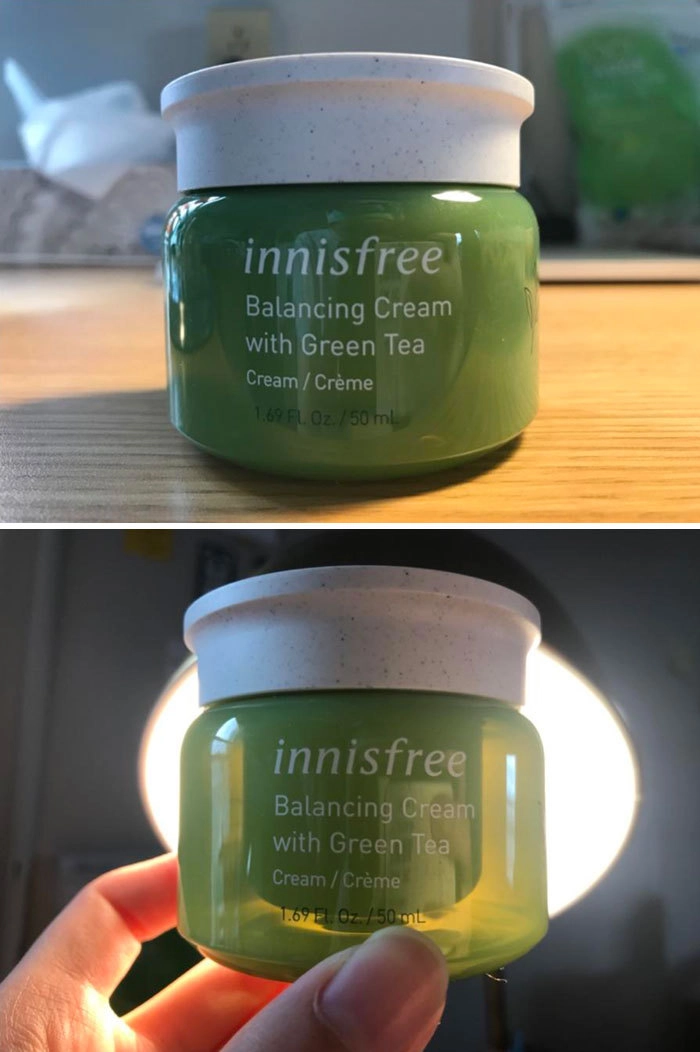 innisfree
Balancing Cream
with Green Tea
Cream / Crème
1.69 Fl. Oz. / 50 mL
innisfree
Balancing Cream
with Green Tea
Cream / Crème
1.69 Fl. Oz. / 50 mL